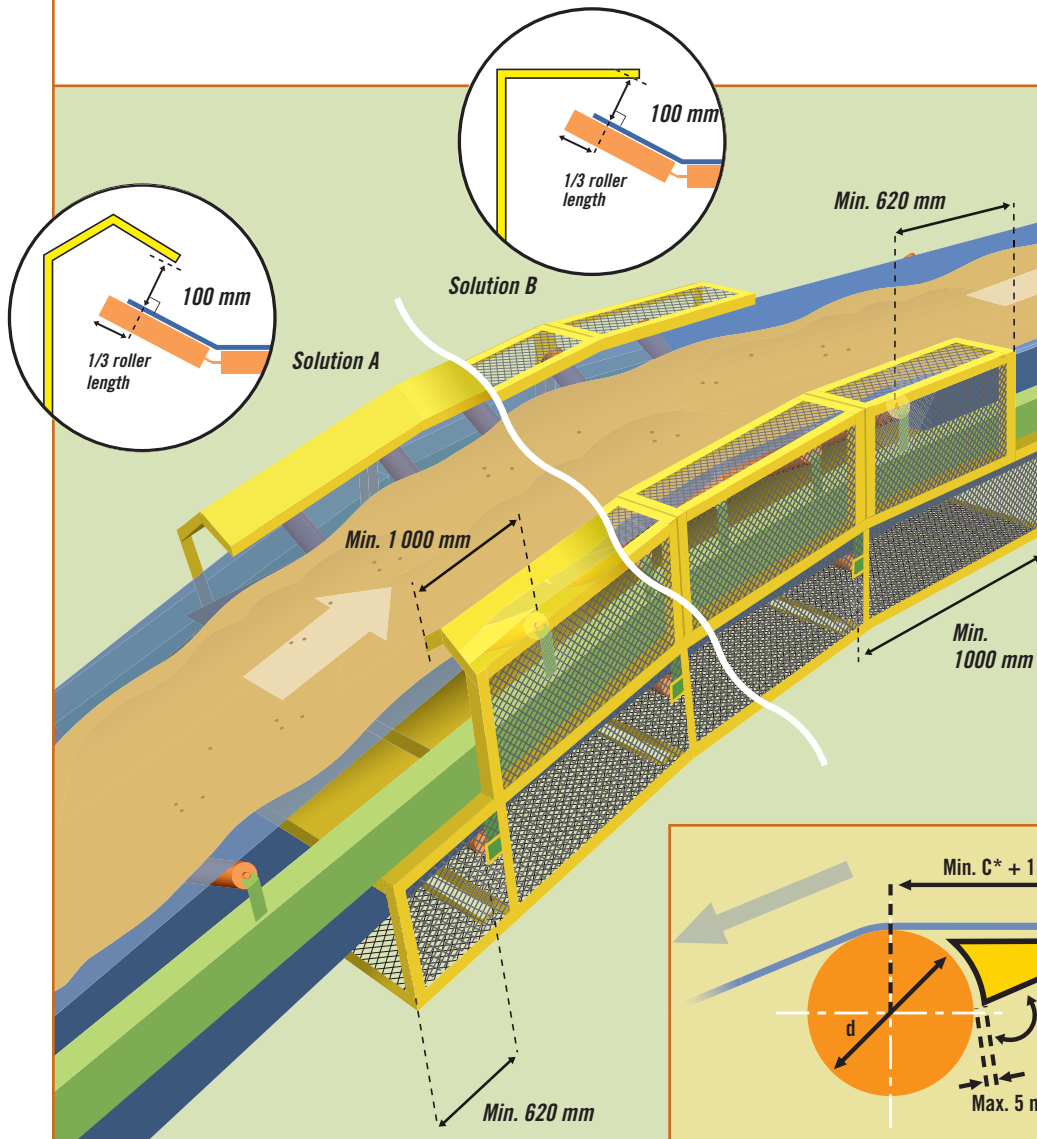 100 mm
1/3 roller
length
Min. 620 mm
Solution B
100 mm
1/3 roller
length
Solution A
Min. 1 000 mm
Min.
1000 mm
Min. C* + 1
d
Max. 5 m
Min. 620 mm